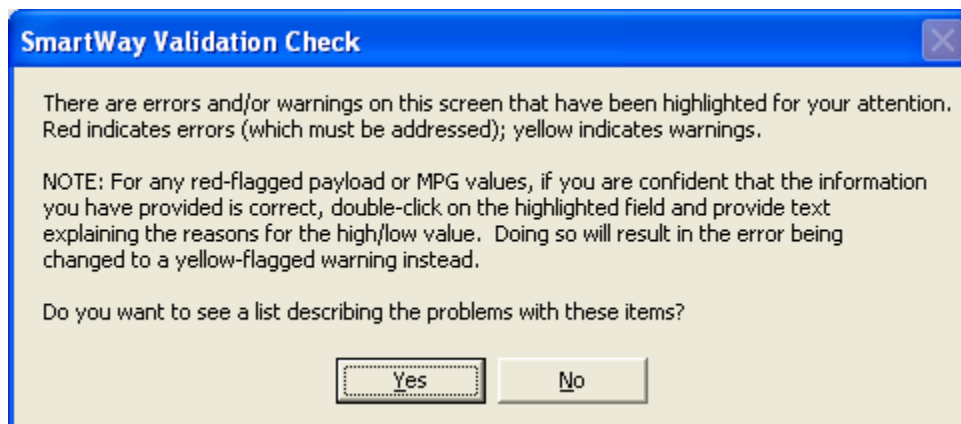 SmartWay Validation Check
There are errors and/or warnings on this screen that have been highlighted for your attention.
Red indicates errors (which must be addressed); yellow indicates warnings.
NOTE: For any red-flagged payload or MPG values, if you are confident that the information
you have provided is correct, double-click on the highlighted field and provide text
explaining the reasons for the high/low value.  Doing so will result in the error being
changed to a yellow-flagged warning instead.
Do you want to see a list describing the problems with these items?
Yes No